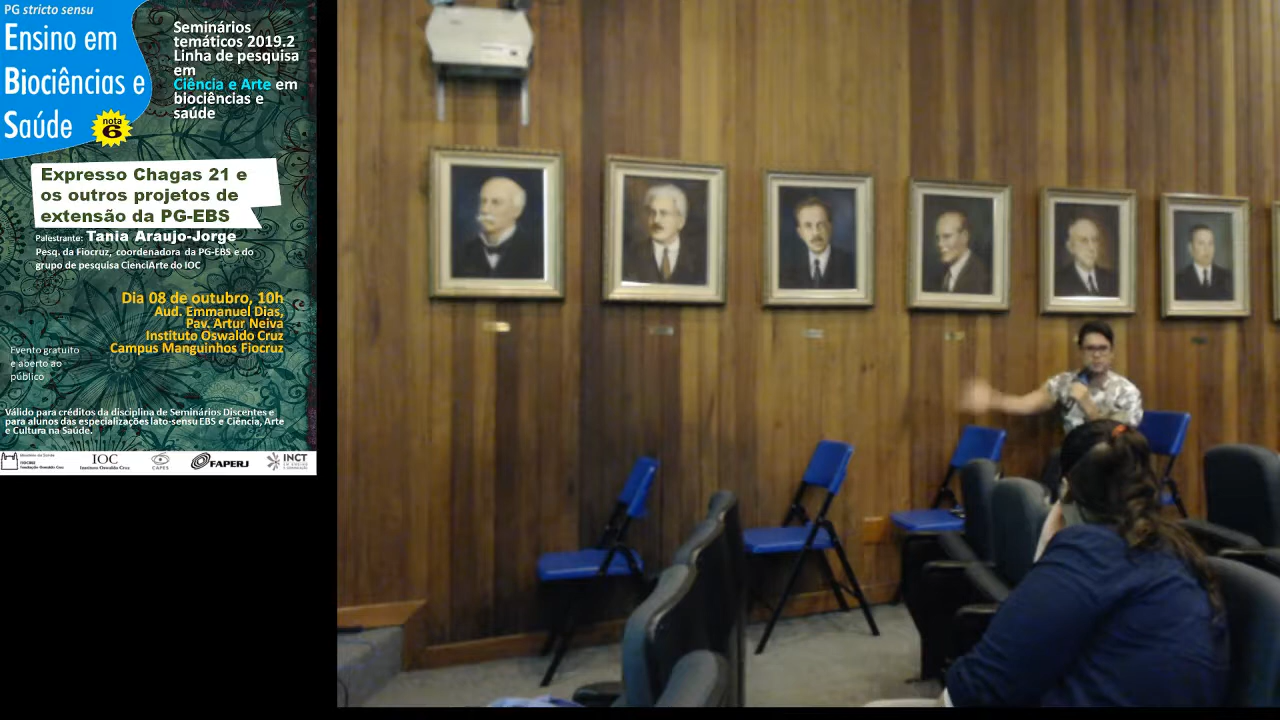 PG stricto sensu
Ensino em
Biociências e
Saúde
nota
6
Seminários
temáticos 2019.2
Linha de pesquisa
em
Ciência e Arte em
biociências e
saúde
Expresso Chagas 21 e
os outros projetos de
extensão da PG-EBS
Palestrante: Tania Araujo-Jorge
Pesq. da Fiocruz, coordenadora da PG-EBS e do
grupo de pesquisa CienciArte do IOC
Dia 08 de outubro, 10h
Aud. Emmanuel Dias,
Pav. Artur Neiva
Instituto Oswaldo Cruz
Campus Manguinhos Fiocruz
Evento gratuito
e aberto ao
público
Válido para créditos da disciplina de Seminários Discentes e
para alunos das especializações lato-sensu EBS e Ciência, Arte
e Cultura na Saúde.
FIOCRUZ
Fundação Oswaldo Cruz
IOC
Instituto Oswaldo Cruz
CAPES
FAPERJ
INCT